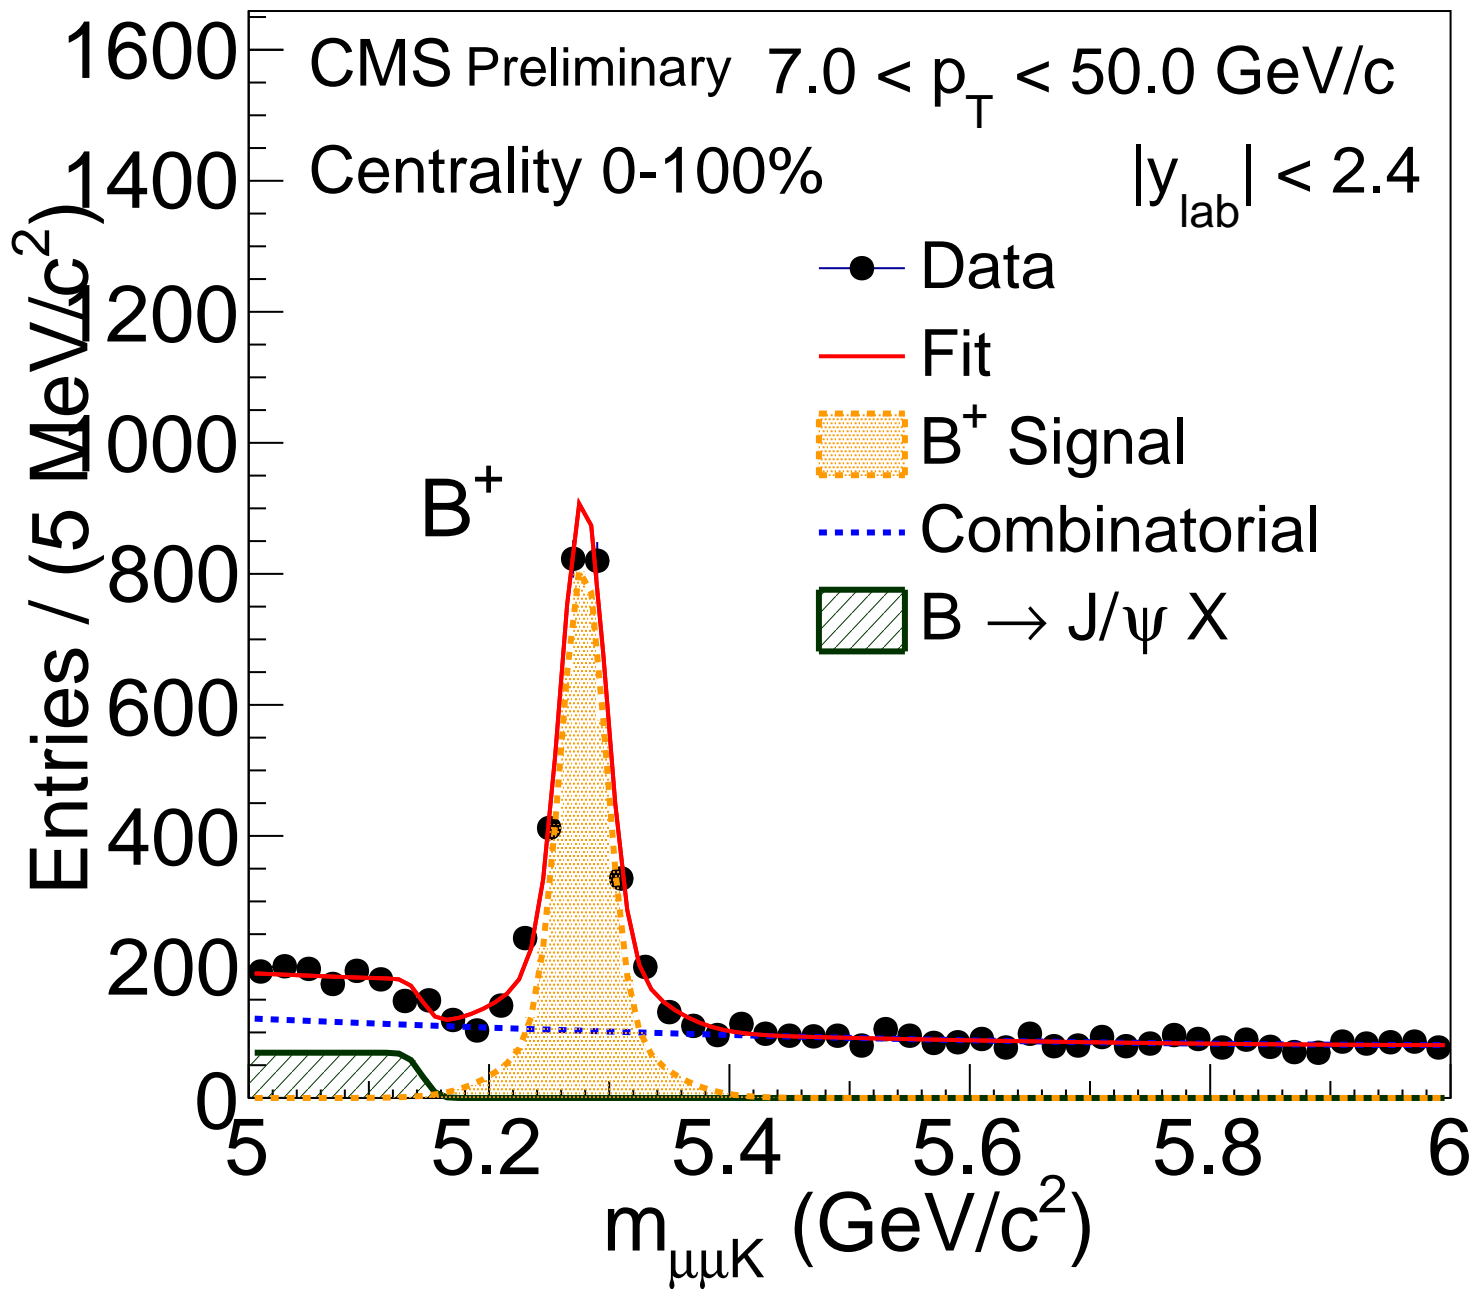 CMS Preliminary 7.0 < p_T < 50.0 GeV/c
Centrality 0-100% |y_lab| < 2.4
Data
Fit
B⁺ Signal
Combinatorial
B → J/ψ X
B⁺
Entries / (5 MeV/c²)
1600
1400
1200
1000
800
600
400
200
0
5 5.2 5.4 5.6 5.8 6
m_μμK (GeV/c²)